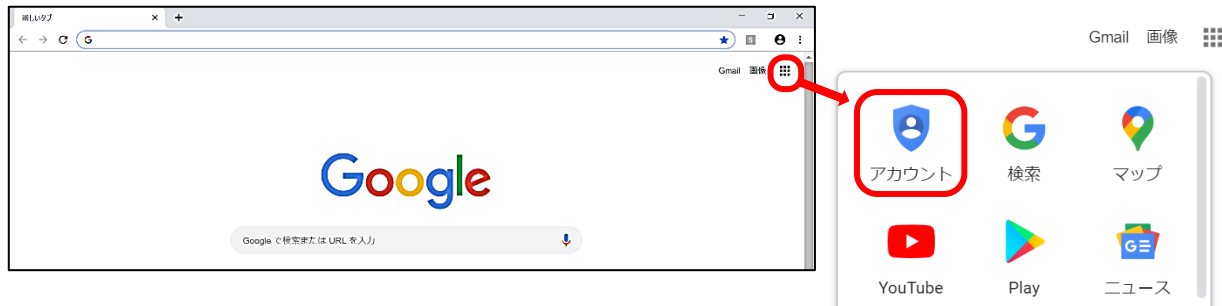 新しいタブ
Gmail 画像
Google
Google で検索または URL を入力
Gmail 画像
アカウント 検索 マップ
YouTube Play ニュース